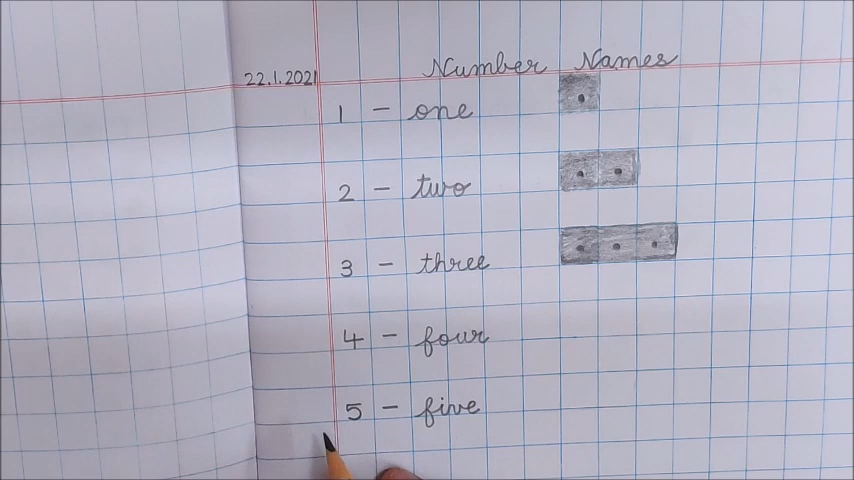 Number Names
22.1.2021
1 - one
2 - two
3 - three
4 - four
5 - five